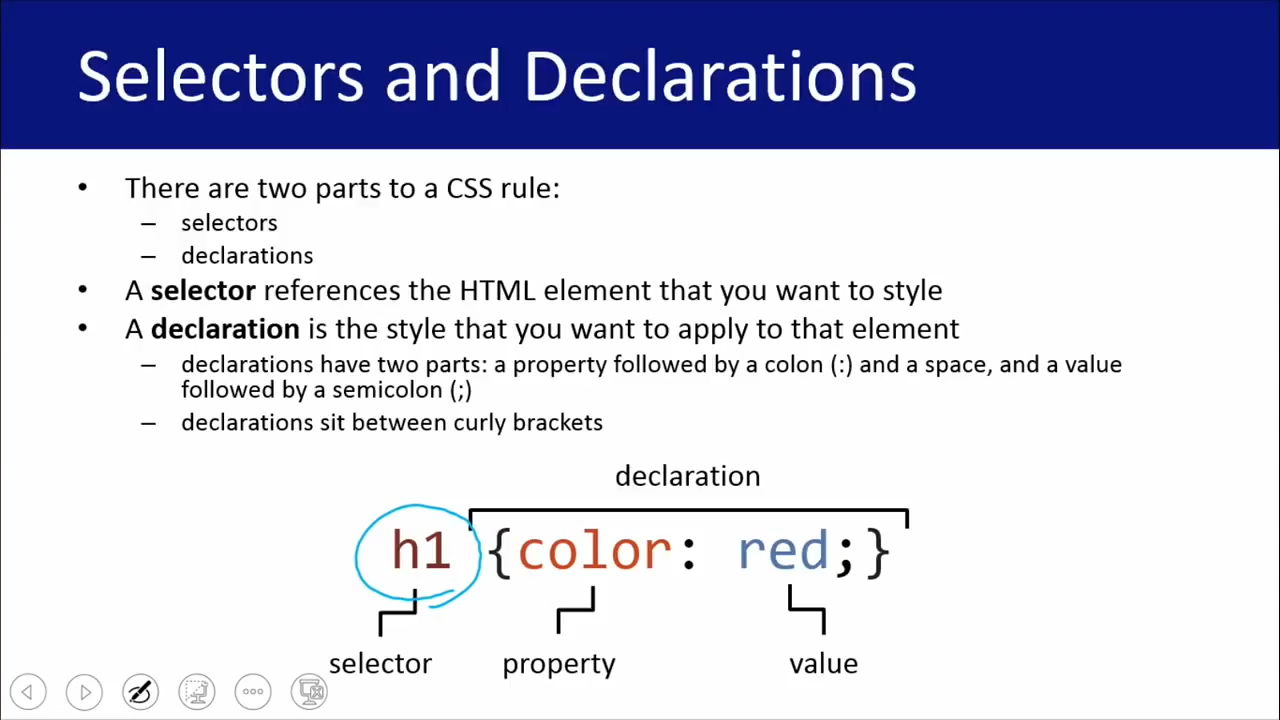 Selectors and Declarations
• There are two parts to a CSS rule:
– selectors
– declarations
• A selector references the HTML element that you want to style
• A declaration is the style that you want to apply to that element
– declarations have two parts: a property followed by a colon (:) and a space, and a value
followed by a semicolon (;)
– declarations sit between curly brackets
declaration
h1 {color: red;}
selector property value